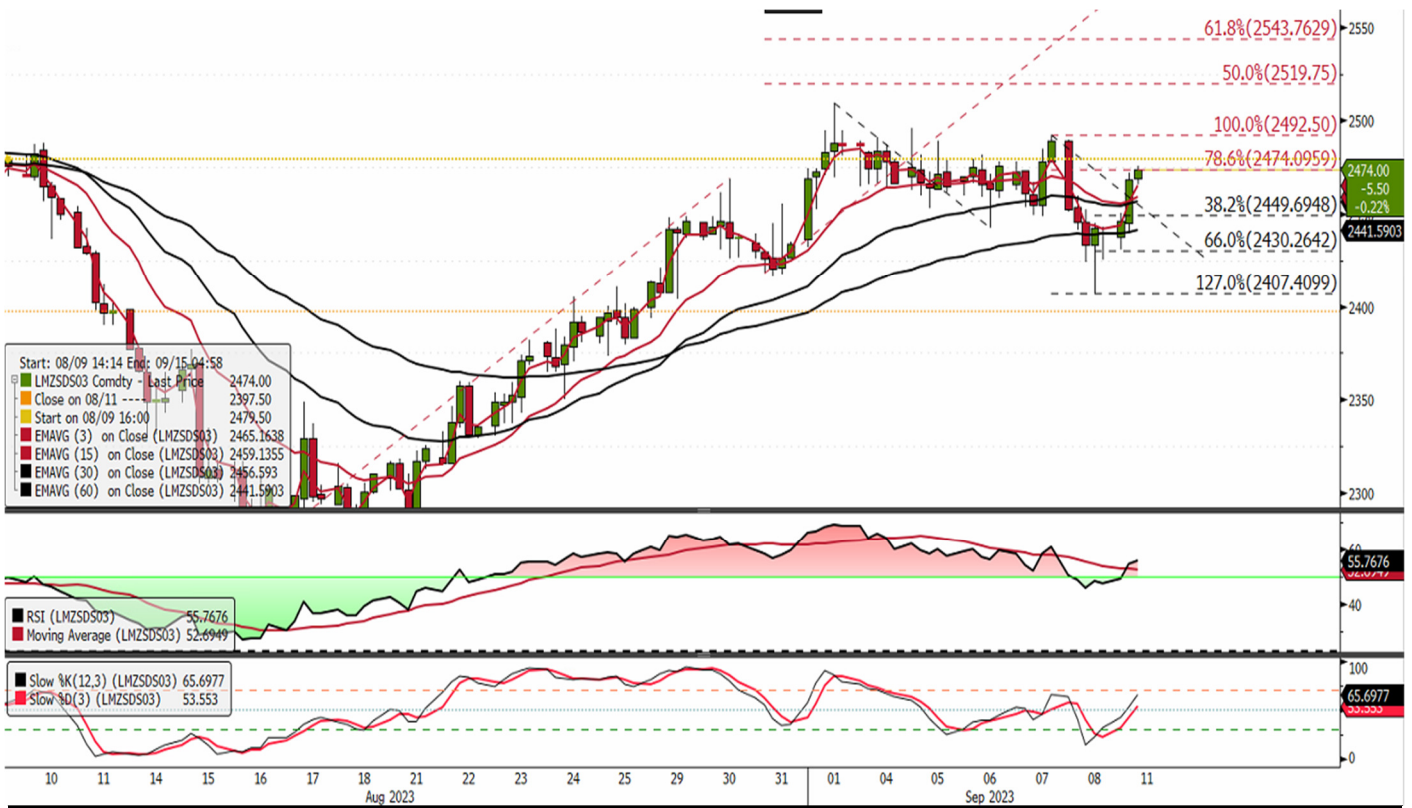 2550
61.8%(2543.7629)
50.0%(2519.75)
2500
100.0%(2492.50)
78.6%(2474.0959)
2474.00
-5.50
-0.22%
38.2%(2449.6948)
2441.5903
66.0%(2430.2642)
127.0%(2407.4099)
2400
2350
2300
Start: 08/09 14:14 End: 09/15 04:58
LMZSDS03 Comdty - Last Price 2474.00
Close on 08/11 ---- 2397.50
Start on 08/09 16:00 2479.50
EMAVG (3) on Close (LMZSDS03) 2465.1638
EMAVG (15) on Close (LMZSDS03) 2459.1355
EMAVG (30) on Close (LMZSDS03) 2456.593
EMAVG (60) on Close (LMZSDS03) 2441.5903
60
55.7676
52.6949
40
RSI (LMZSDS03) 55.7676
Moving Average (LMZSDS03) 52.6949
100
Slow %K(12,3) (LMZSDS03) 65.6977
Slow %D(3) (LMZSDS03) 53.553
65.6977
53.553
0
10 11 14 15 16 17 18 21 22 23 24 25 29 30 31 01 04 05 06 07 08 11
Aug 2023 Sep 2023